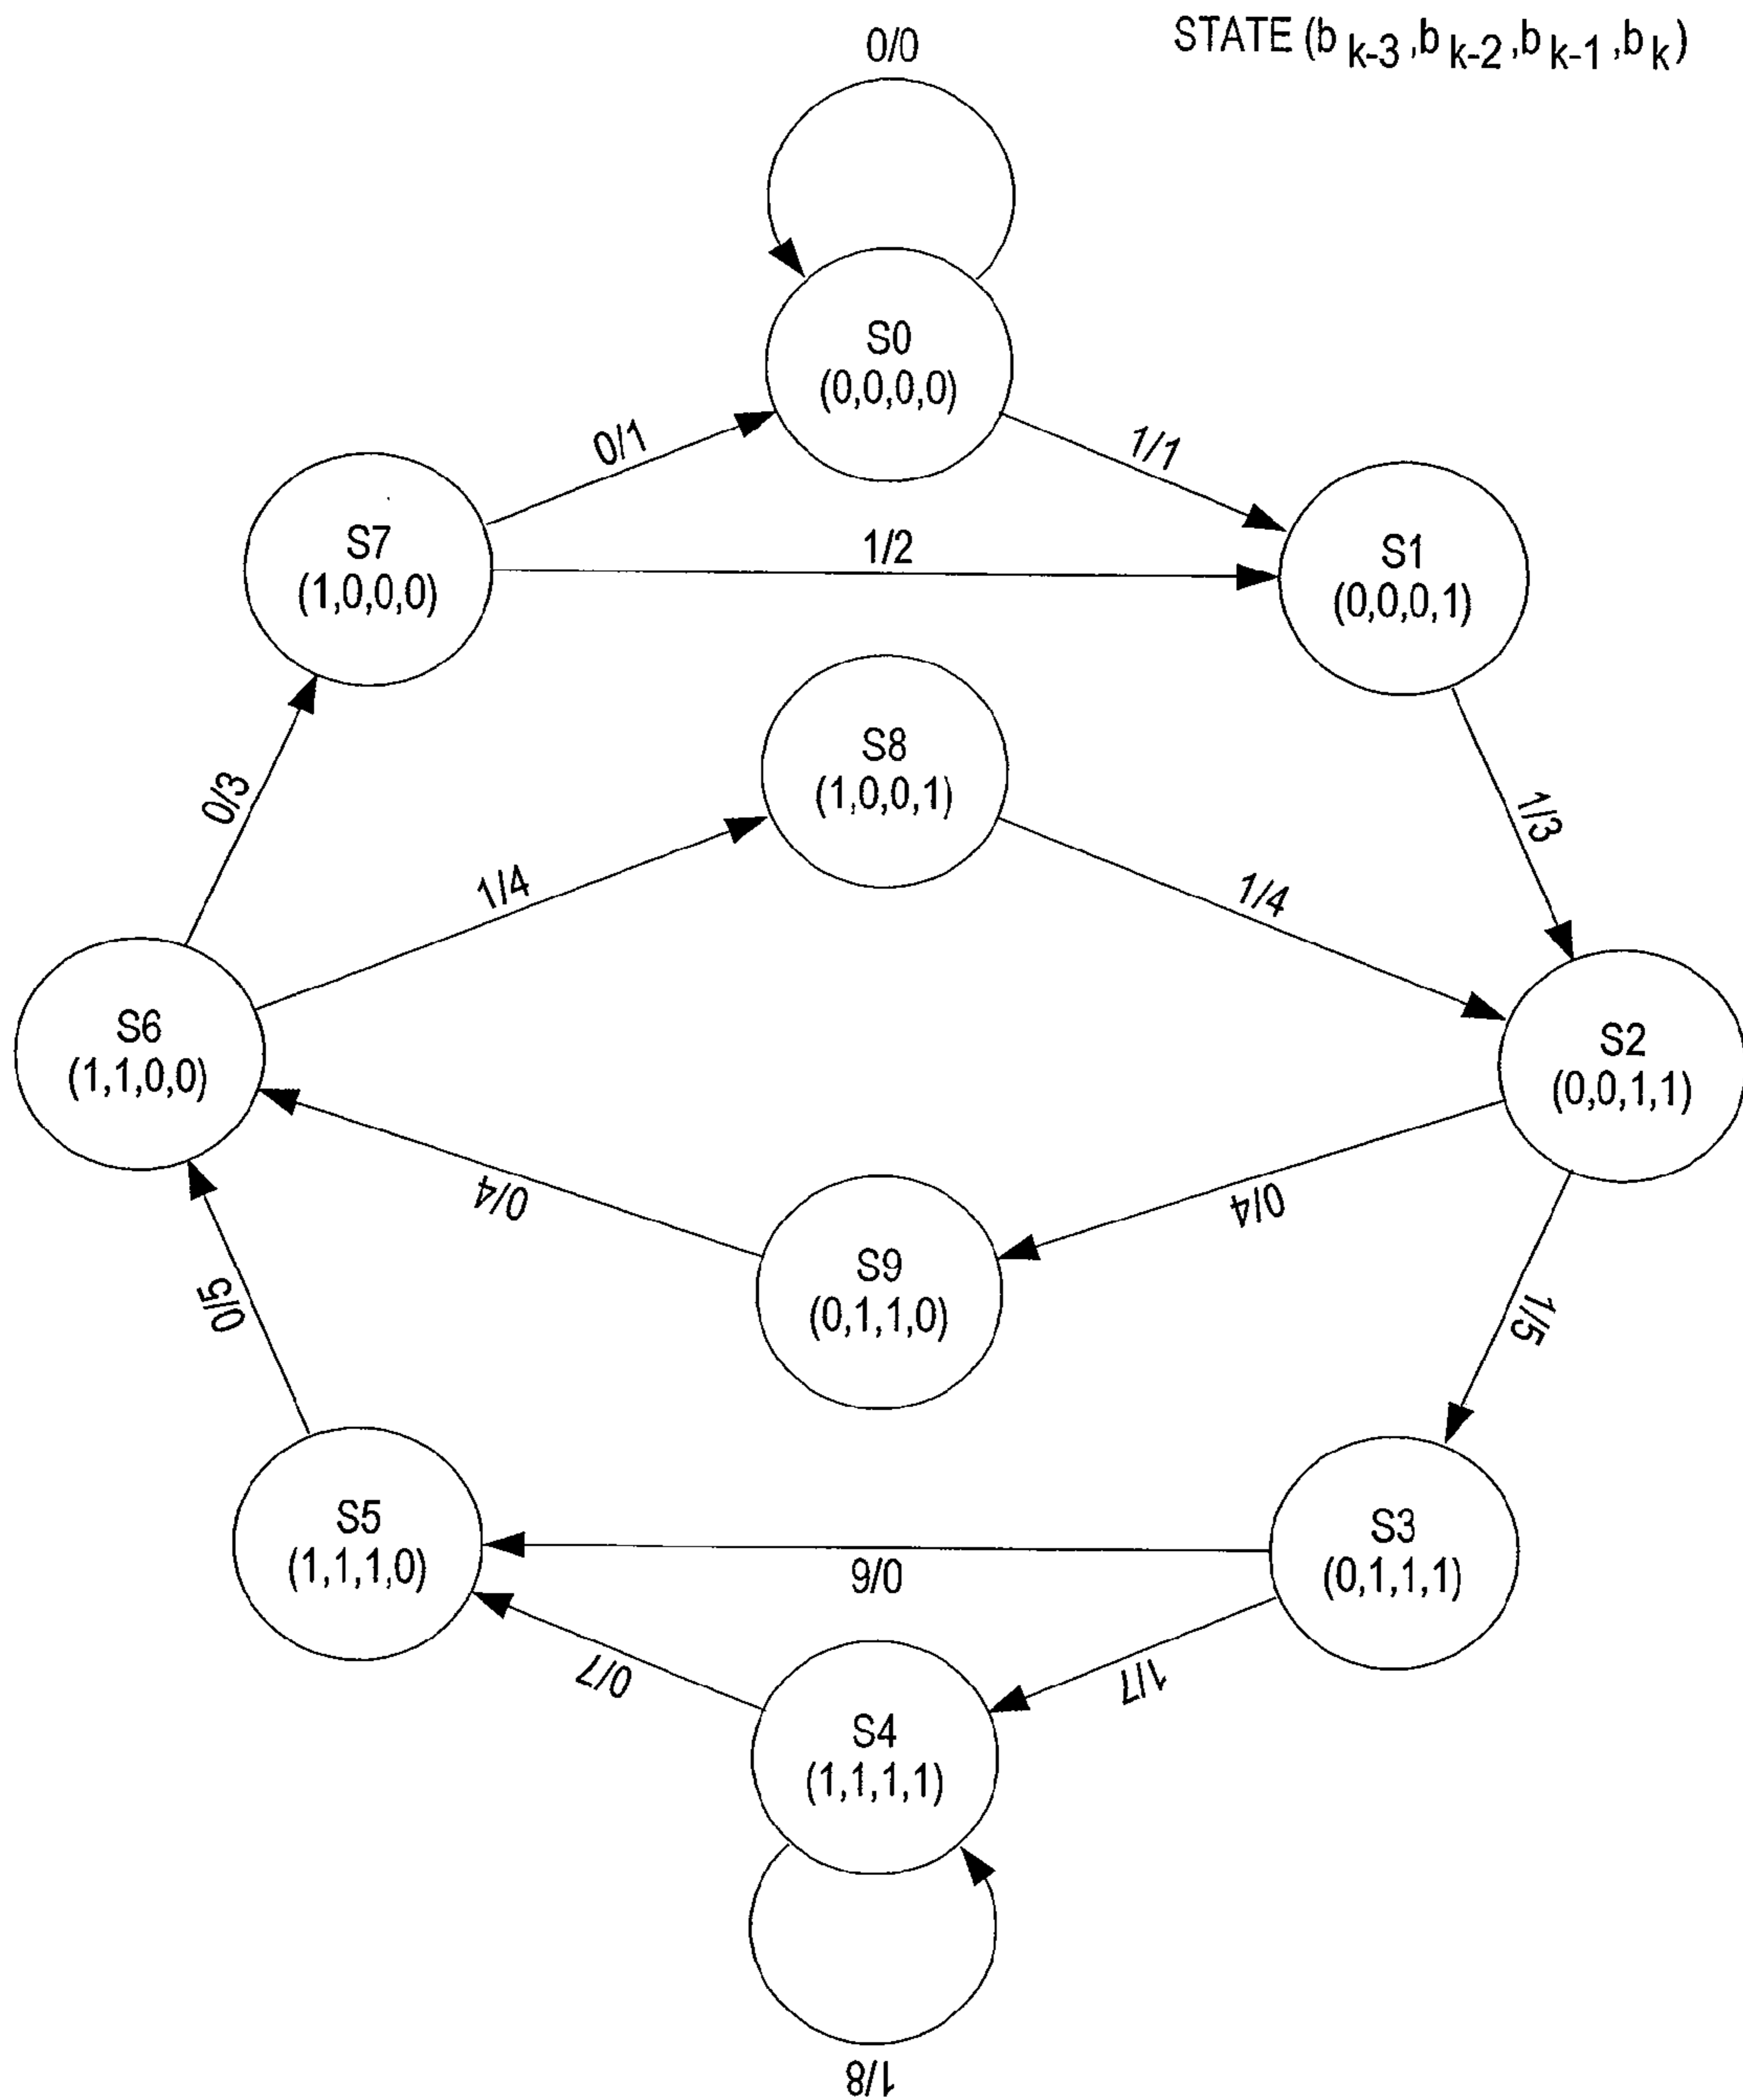 STATE (b k-3 ,b k-2 ,b k-1 ,b k)
0/0
S0
(0,0,0,0)
0/1
1/1
S7
(1,0,0,0)
1/2
S1
(0,0,0,1)
S8
(1,0,0,1)
0/3
1/4
1/4
1/3
S6
(1,1,0,0)
S2
(0,0,1,1)
0/4
0/4
S9
(0,1,1,0)
0/5
1/5
S5
(1,1,1,0)
S3
(0,1,1,1)
0/6
0/7
1/7
S4
(1,1,1,1)
1/8